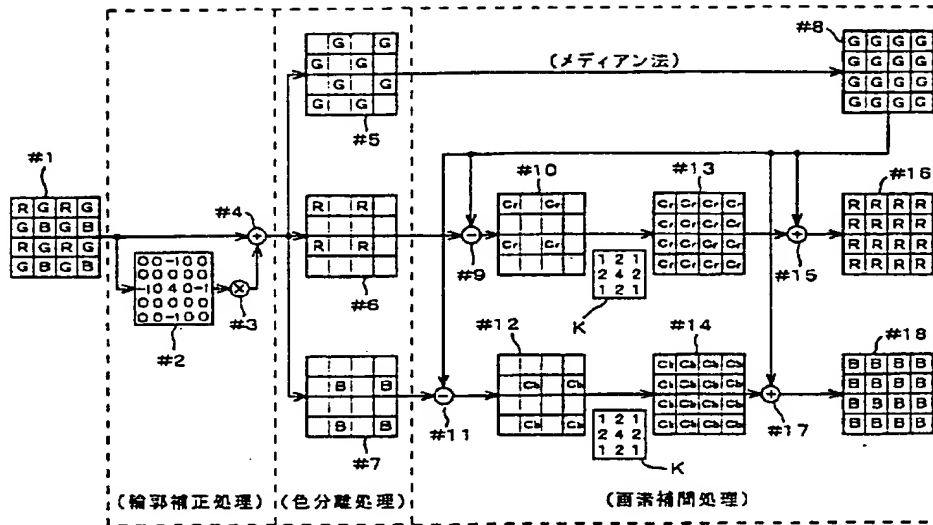 #1
R G R G
G B G B
R G R G
G B G B
0 0 -1 0 0
0 0 0 0 0
-1 0 4 0 -1
0 0 0 0 0
0 0 -1 0 0
#2
×
#3
#4
+
(輪郭補正処理)
G G
G G
G G
G G
#5
R R
R R
#6
B B
B B
#7
(色分離処理)
(メディアン法)
#8
G G G G
G G G G
G G G G
G G G G
−
#9
#10
Cr Cr
Cr Cr
1 2 1
2 4 2
1 2 1
K
#13
Cr Cr Cr Cr
Cr Cr Cr Cr
Cr Cr Cr Cr
Cr Cr Cr Cr
+
#15
#16
R R R R
R R R R
R R R R
R R R R
−
#11
#12
Cb Cb
Cb Cb
1 2 1
2 4 2
1 2 1
K
#14
Cb Cb Cb Cb
Cb Cb Cb Cb
Cb Cb Cb Cb
Cb Cb Cb Cb
+
#17
#18
B B B B
B B B B
B B B B
B B B B
(画素補間処理)